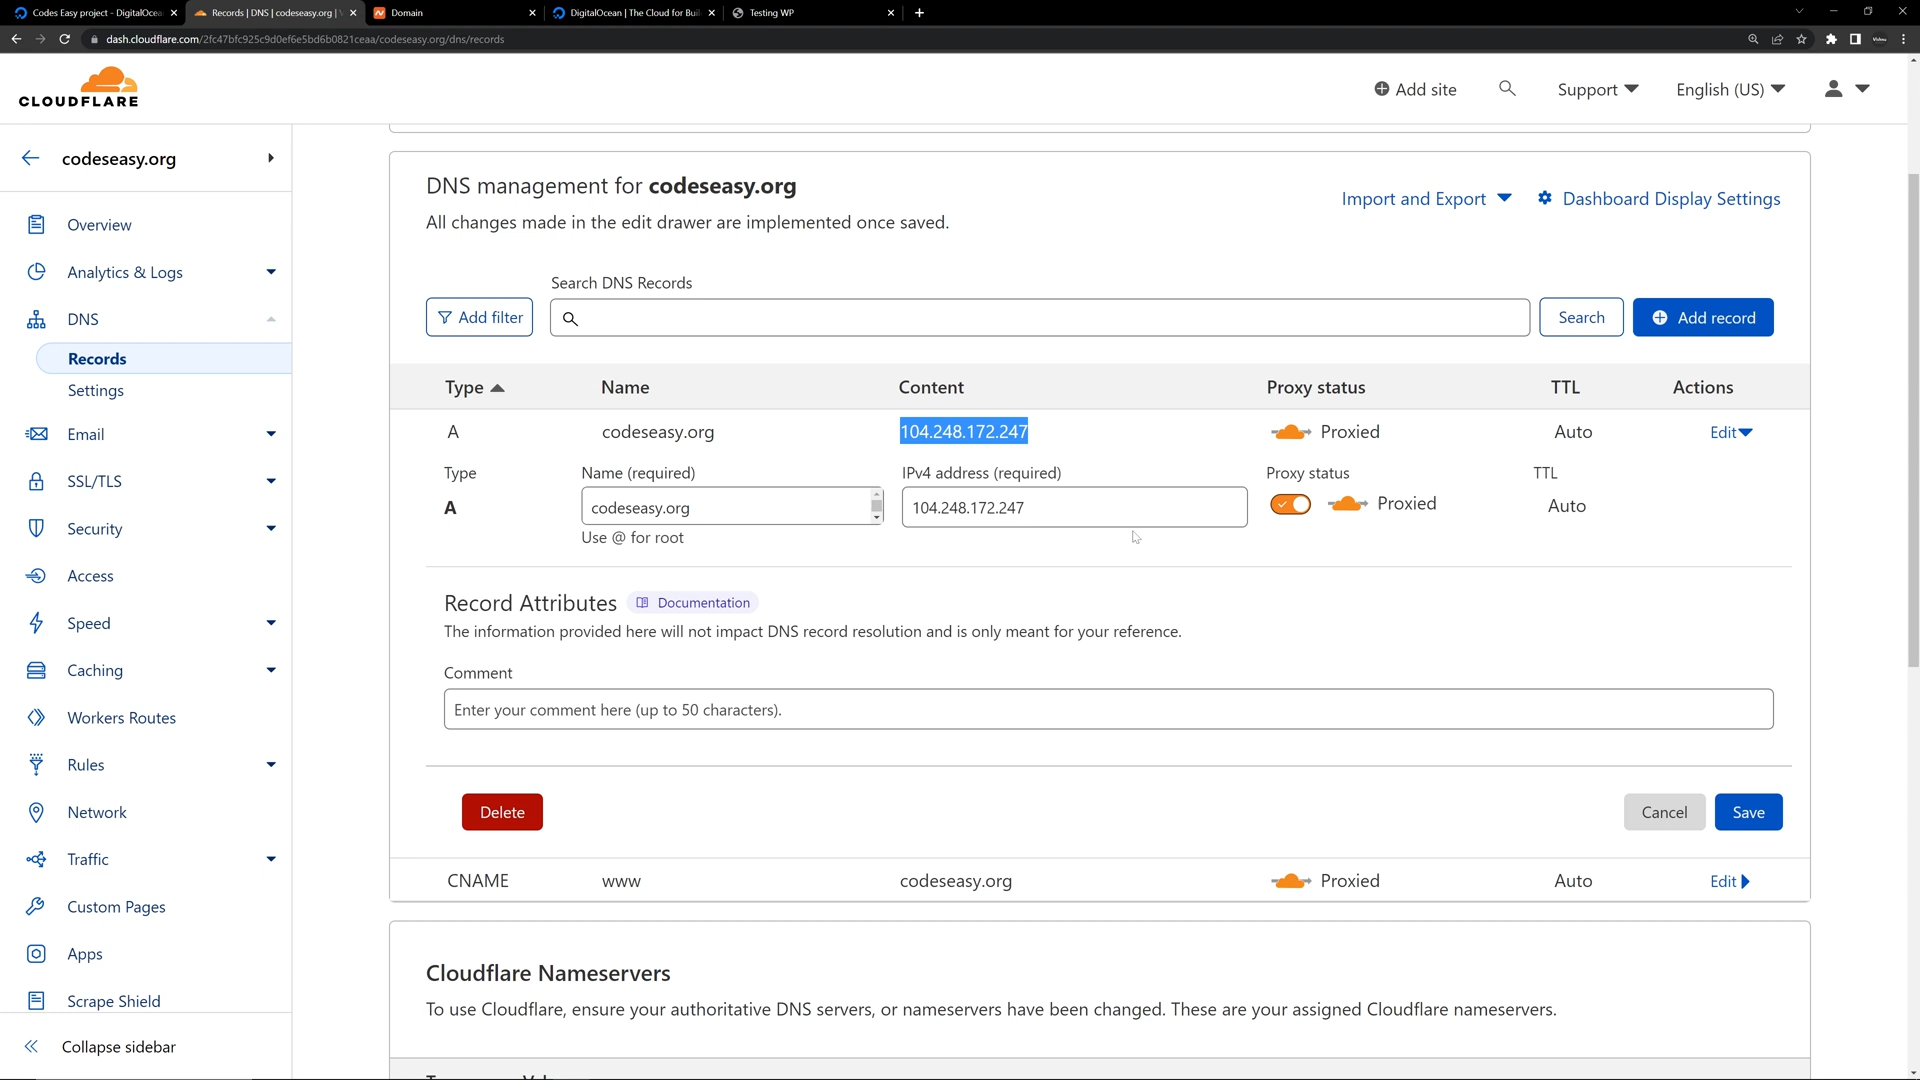 Codes Easy project - DigitalOcea
Records | DNS | codeseasy.org |
Domain
DigitalOcean | The Cloud for Buil
Testing WP
dash.cloudflare.com/2fc47bfc925c9d0ef6e5bd6b0821ceaa/codeseasy.org/dns/records
CLOUDFLARE
Add site
Support
English (US)
codeseasy.org
Overview
Analytics & Logs
DNS
Records
Settings
Email
SSL/TLS
Security
Access
Speed
Caching
Workers Routes
Rules
Network
Traffic
Custom Pages
Apps
Scrape Shield
Collapse sidebar
DNS management for codeseasy.org
All changes made in the edit drawer are implemented once saved.
Import and Export
Dashboard Display Settings
Search DNS Records
Add filter
Search
Add record
Type Name Content Proxy status TTL Actions
A codeseasy.org 104.248.172.247 Proxied Auto Edit
Type Name (required) IPv4 address (required) Proxy status TTL
A codeseasy.org 104.248.172.247 Proxied Auto
Use @ for root
Record Attributes Documentation
The information provided here will not impact DNS record resolution and is only meant for your reference.
Comment
Enter your comment here (up to 50 characters).
Delete
Cancel
Save
CNAME www codeseasy.org Proxied Auto Edit
Cloudflare Nameservers
To use Cloudflare, ensure your authoritative DNS servers, or nameservers have been changed. These are your assigned Cloudflare nameservers.